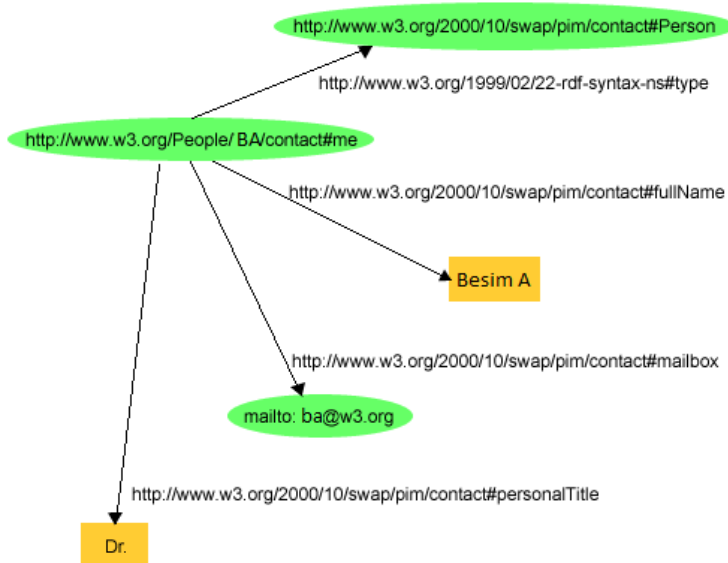 http://www.w3.org/2000/10/swap/pim/contact#Person
http://www.w3.org/1999/02/22-rdf-syntax-ns#type
http://www.w3.org/People/ BA/contact#me
http://www.w3.org/2000/10/swap/pim/contact#fullName
Besim A
http://www.w3.org/2000/10/swap/pim/contact#mailbox
mailto: ba@w3.org
http://www.w3.org/2000/10/swap/pim/contact#personalTitle
Dr.